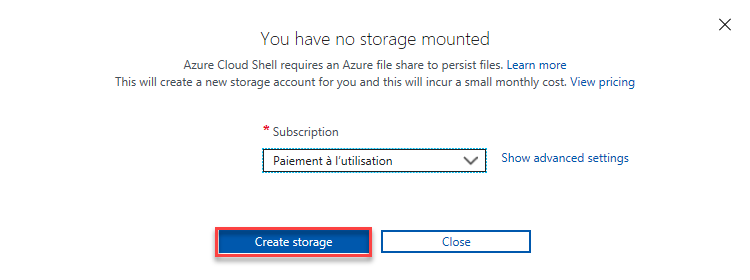 You have no storage mounted
Azure Cloud Shell requires an Azure file share to persist files. Learn more
This will create a new storage account for you and this will incur a small monthly cost. View pricing
* Subscription
Paiement à l'utilisation
Show advanced settings
Create storage
Close